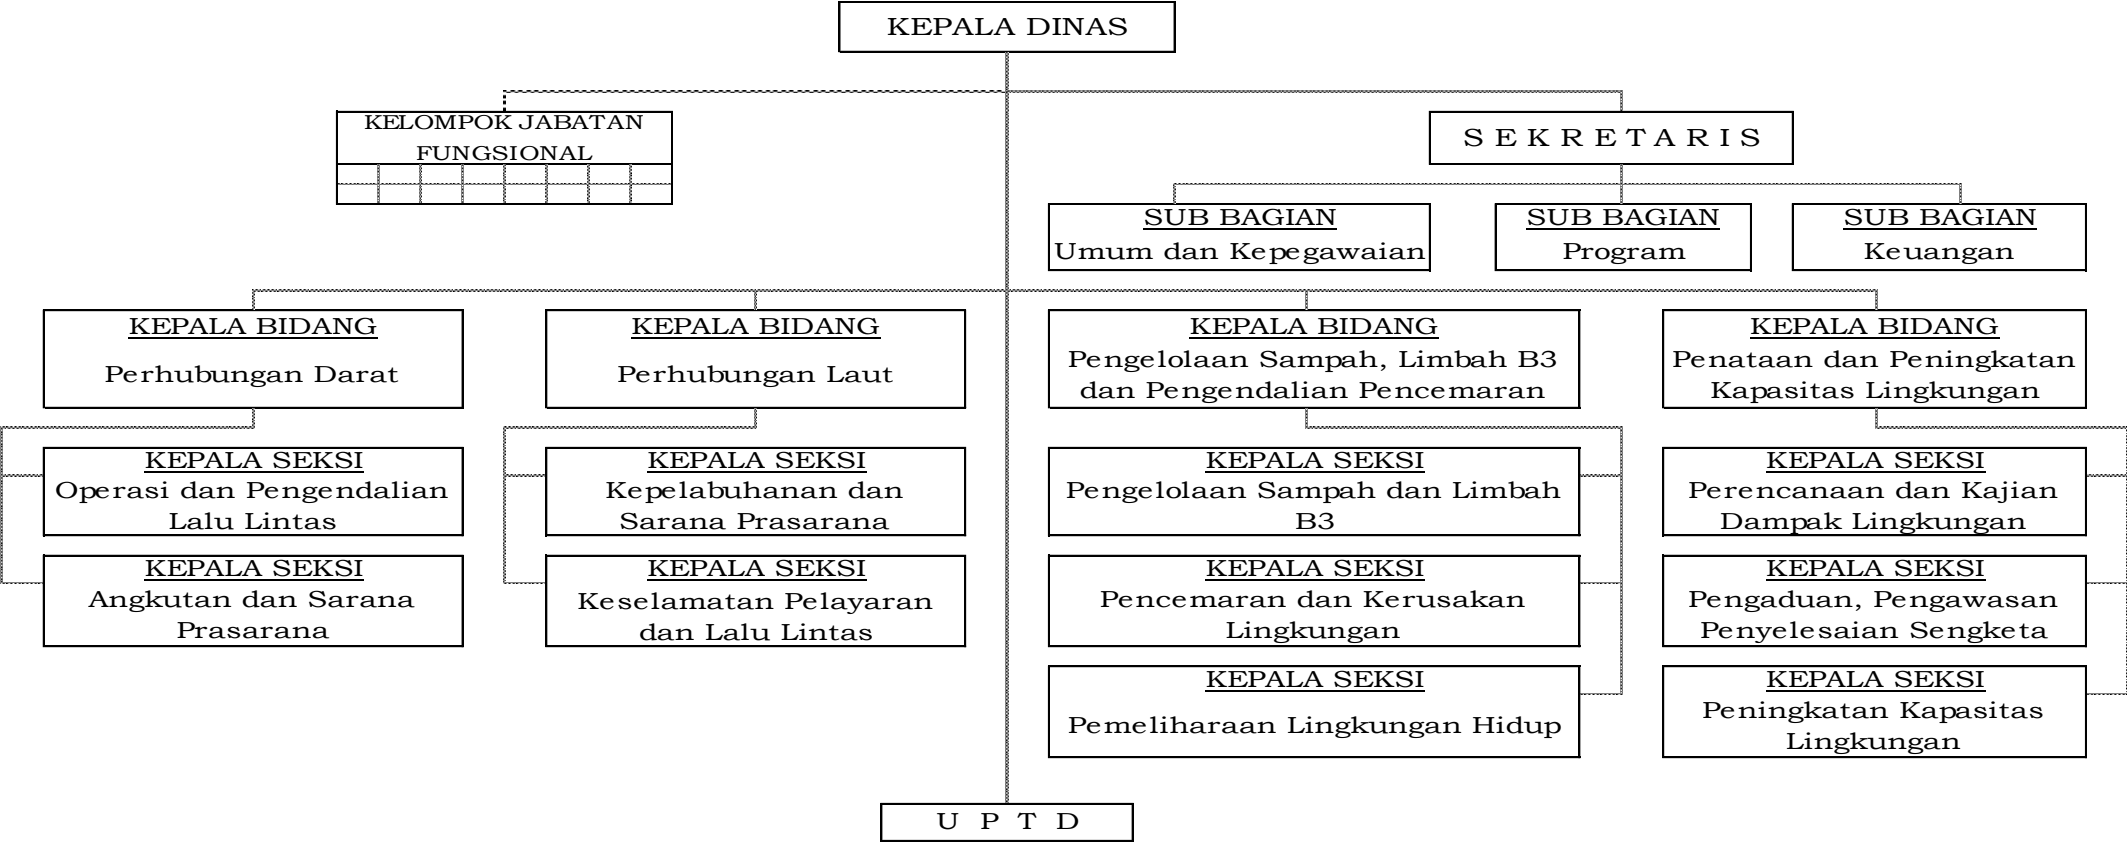 KEPALA DINAS
KELOMPOK JABATAN
FUNGSIONAL
S E K R E T A R I S
SUB BAGIAN
Umum dan Kepegawaian
SUB BAGIAN
Program
SUB BAGIAN
Keuangan
KEPALA BIDANG
Perhubungan Darat
KEPALA BIDANG
Perhubungan Laut
KEPALA BIDANG
Pengelolaan Sampah, Limbah B3
dan Pengendalian Pencemaran
KEPALA BIDANG
Penataan dan Peningkatan
Kapasitas Lingkungan
KEPALA SEKSI
Operasi dan Pengendalian
Lalu Lintas
KEPALA SEKSI
Kepelabuhanan dan
Sarana Prasarana
KEPALA SEKSI
Pengelolaan Sampah dan Limbah
B3
KEPALA SEKSI
Perencanaan dan Kajian
Dampak Lingkungan
KEPALA SEKSI
Angkutan dan Sarana
Prasarana
KEPALA SEKSI
Keselamatan Pelayaran
dan Lalu Lintas
KEPALA SEKSI
Pencemaran dan Kerusakan
Lingkungan
KEPALA SEKSI
Pengaduan, Pengawasan
Penyelesaian Sengketa
KEPALA SEKSI
Pemeliharaan Lingkungan Hidup
KEPALA SEKSI
Peningkatan Kapasitas
Lingkungan
U P T D